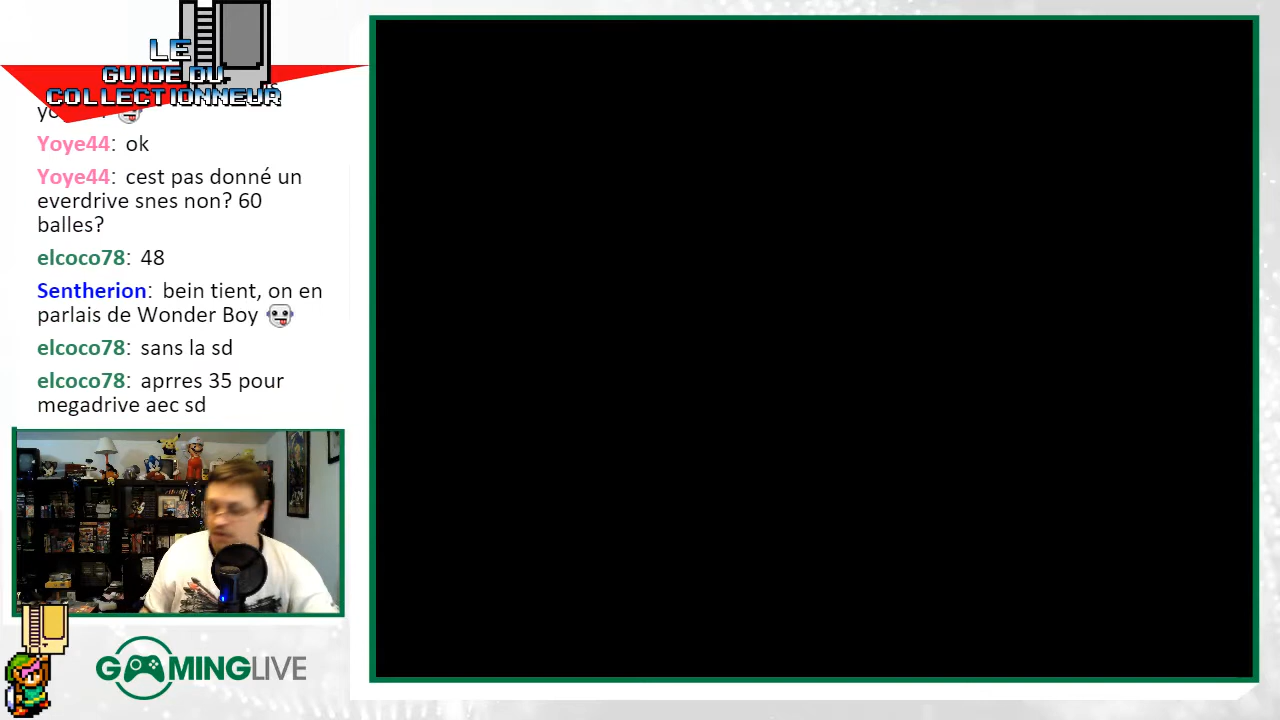 LE
GUIDE DU
COLLECTIONNEUR
Yoye44: ok
Yoye44: cest pas donné un
everdrive snes non? 60
balles?
elcoco78: 48
Sentherion: bein tient, on en
parlais de Wonder Boy
elcoco78: sans la sd
elcoco78: aprres 35 pour
megadrive aec sd
GAMINGLIVE